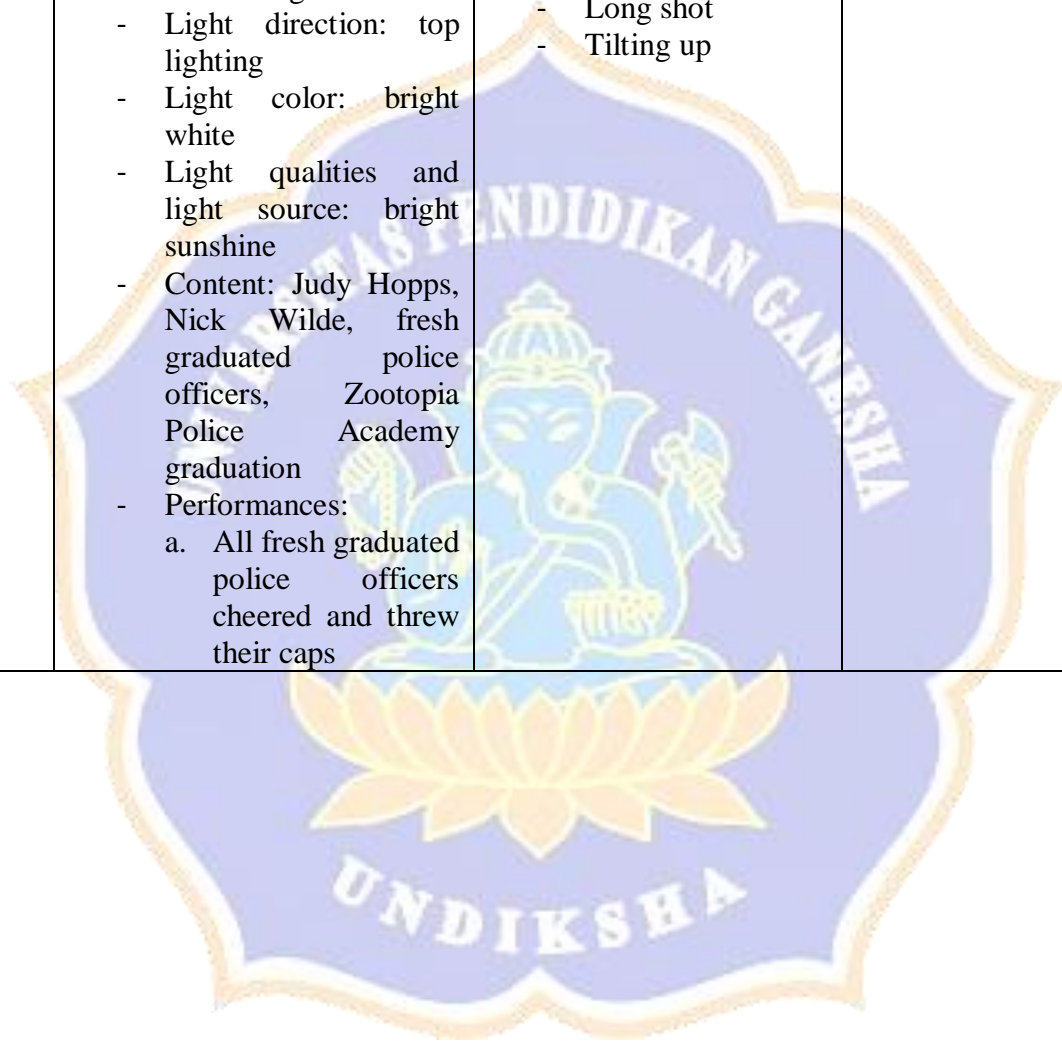 - Light direction: top
lighting
- Light color: bright
white
- Light qualities and
light source: bright
sunshine
- Content: Judy Hopps,
Nick Wilde, fresh
graduated police
officers, Zootopia
Police Academy
graduation
- Performances:
a. All fresh graduated
police officers
cheered and threw
their caps
- Long shot
- Tilting up
UNIVERSITAS PENDIDIKAN GANESHA
UNDIKSHA